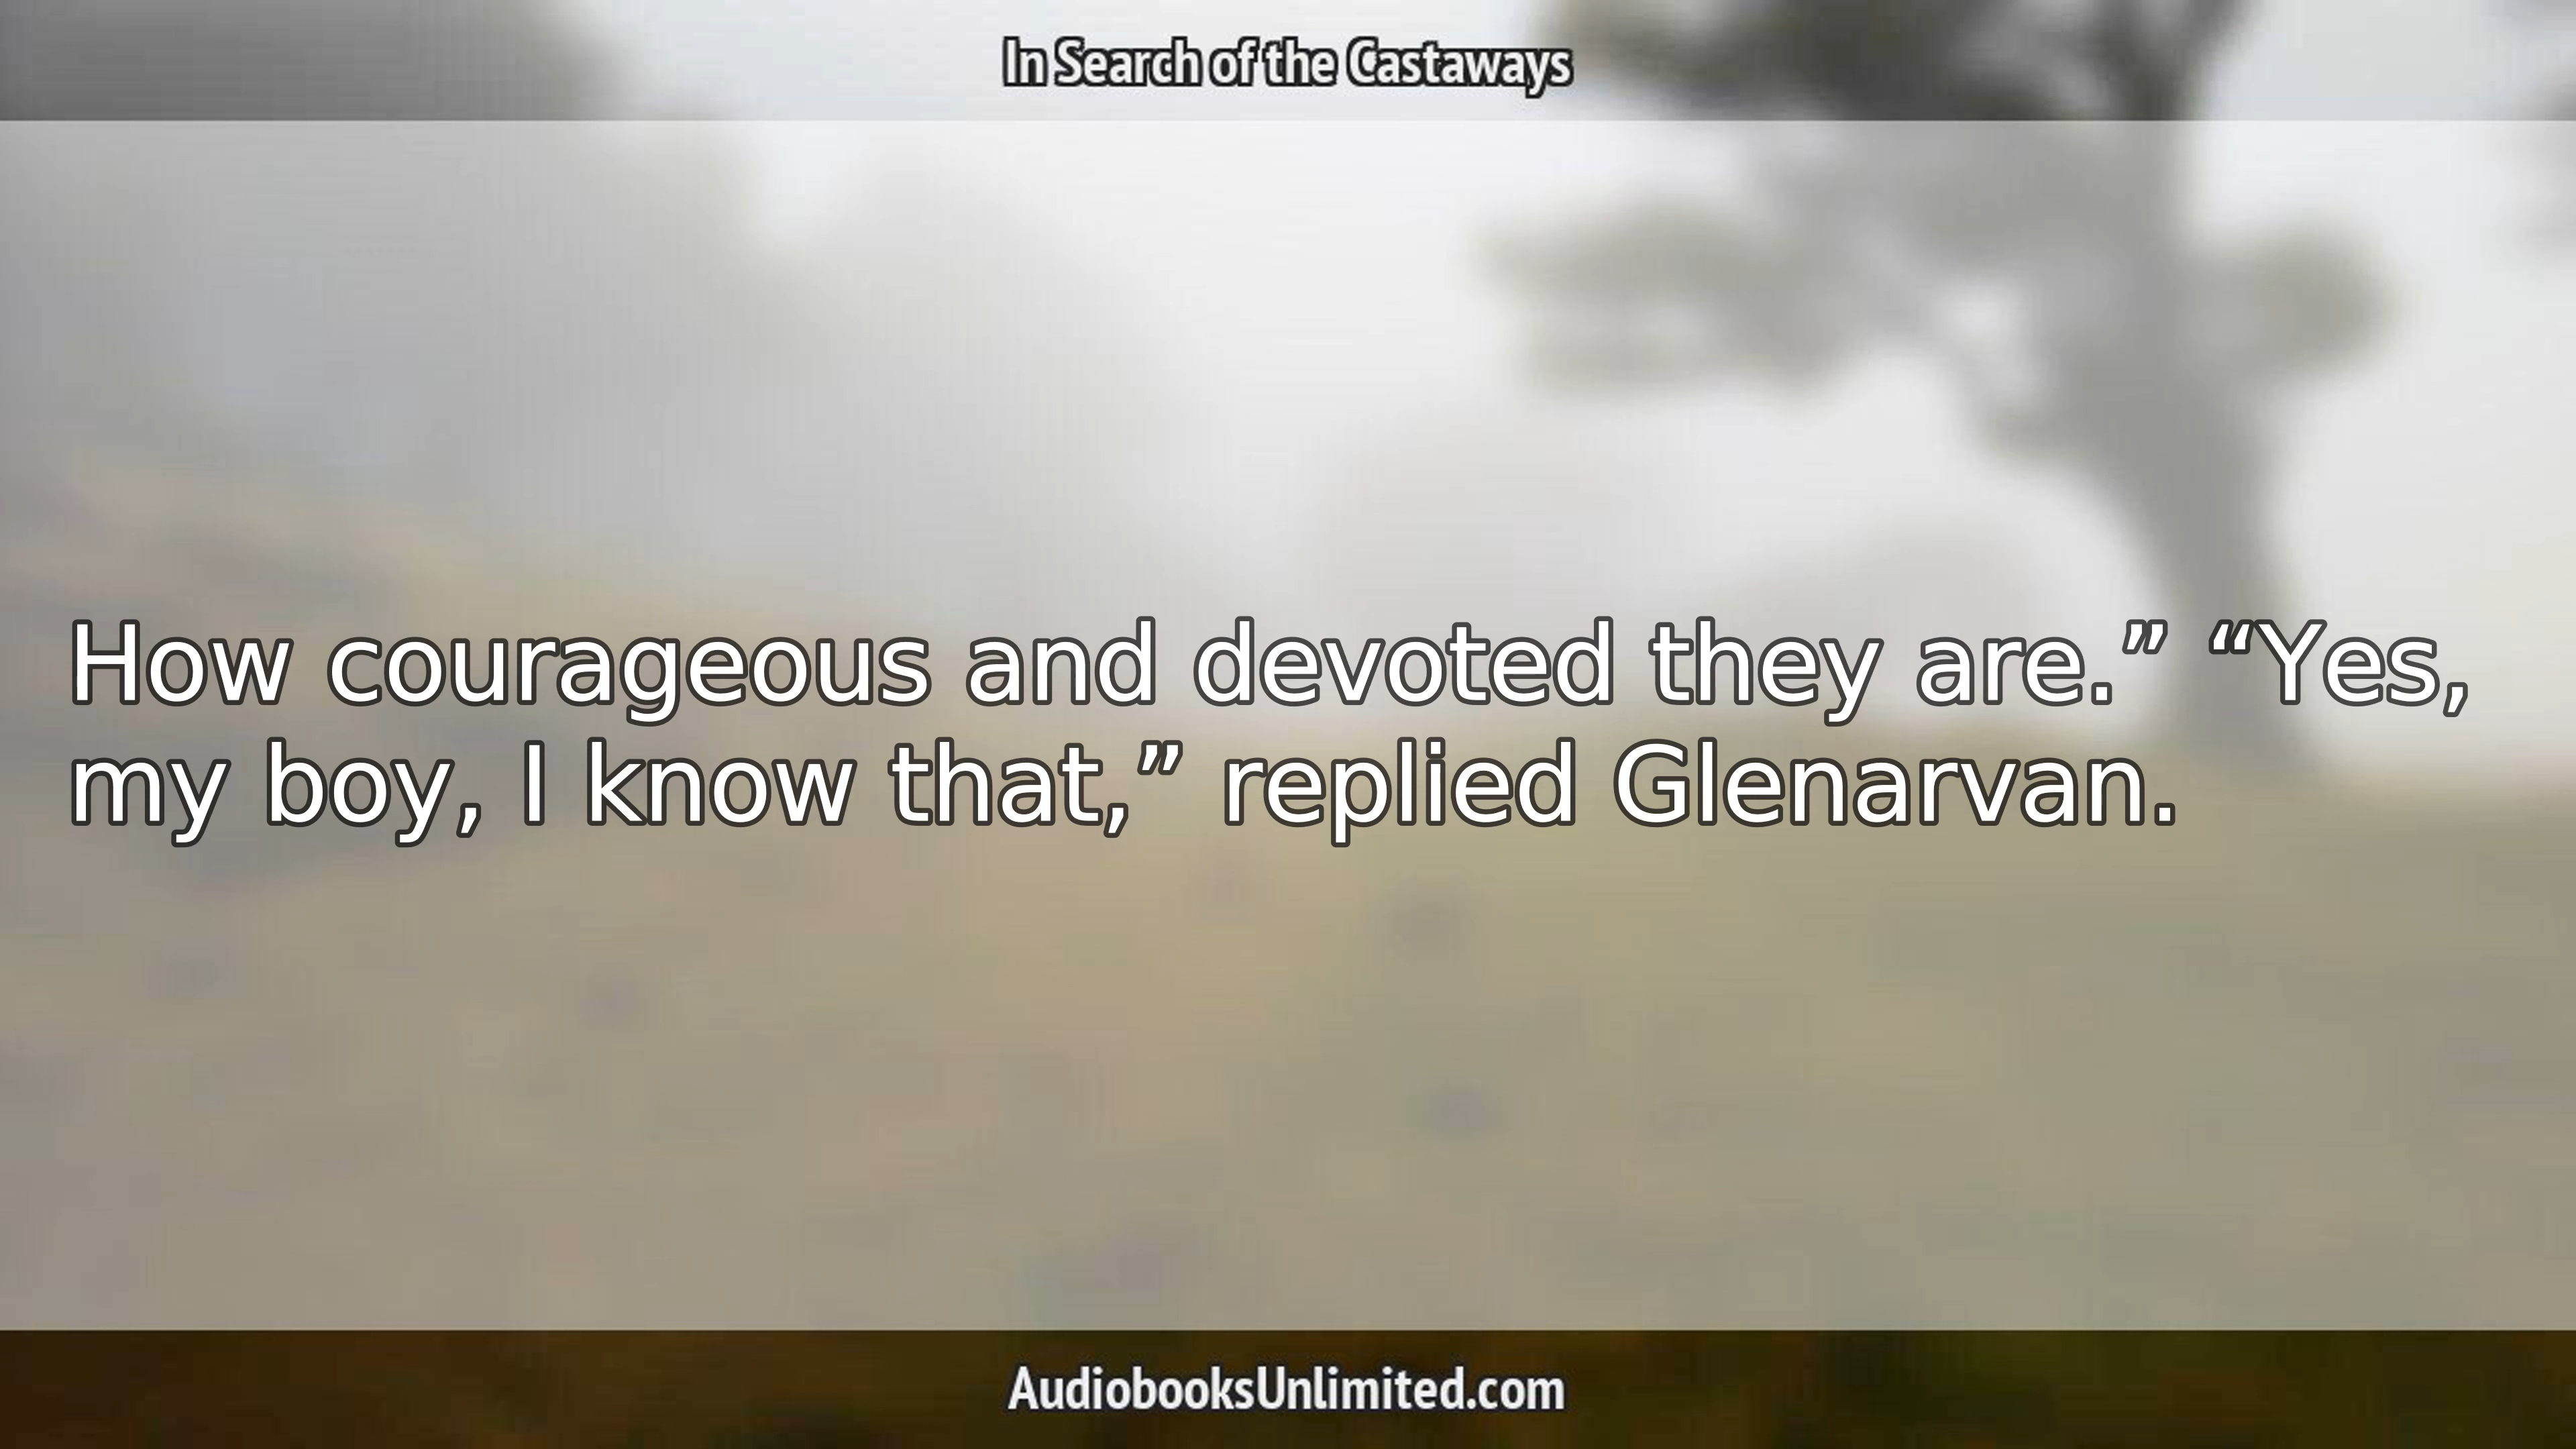 In Search of the Castaways
How courageous and devoted they are.” “Yes,
my boy, I know that,” replied Glenarvan.
AudiobooksUnlimited.com